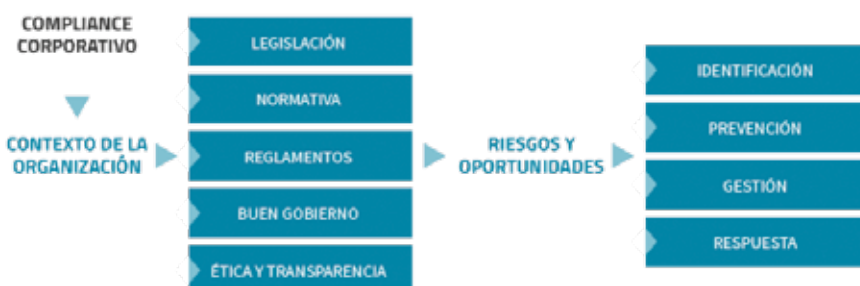 COMPLIANCE
CORPORATIVO
CONTEXTO DE LA
ORGANIZACIÓN
LEGISLACIÓN
NORMATIVA
REGLAMENTOS
BUEN GOBIERNO
ÉTICA Y TRANSPARENCIA
RIESGOS Y
OPORTUNIDADES
IDENTIFICACIÓN
PREVENCIÓN
GESTIÓN
RESPUESTA